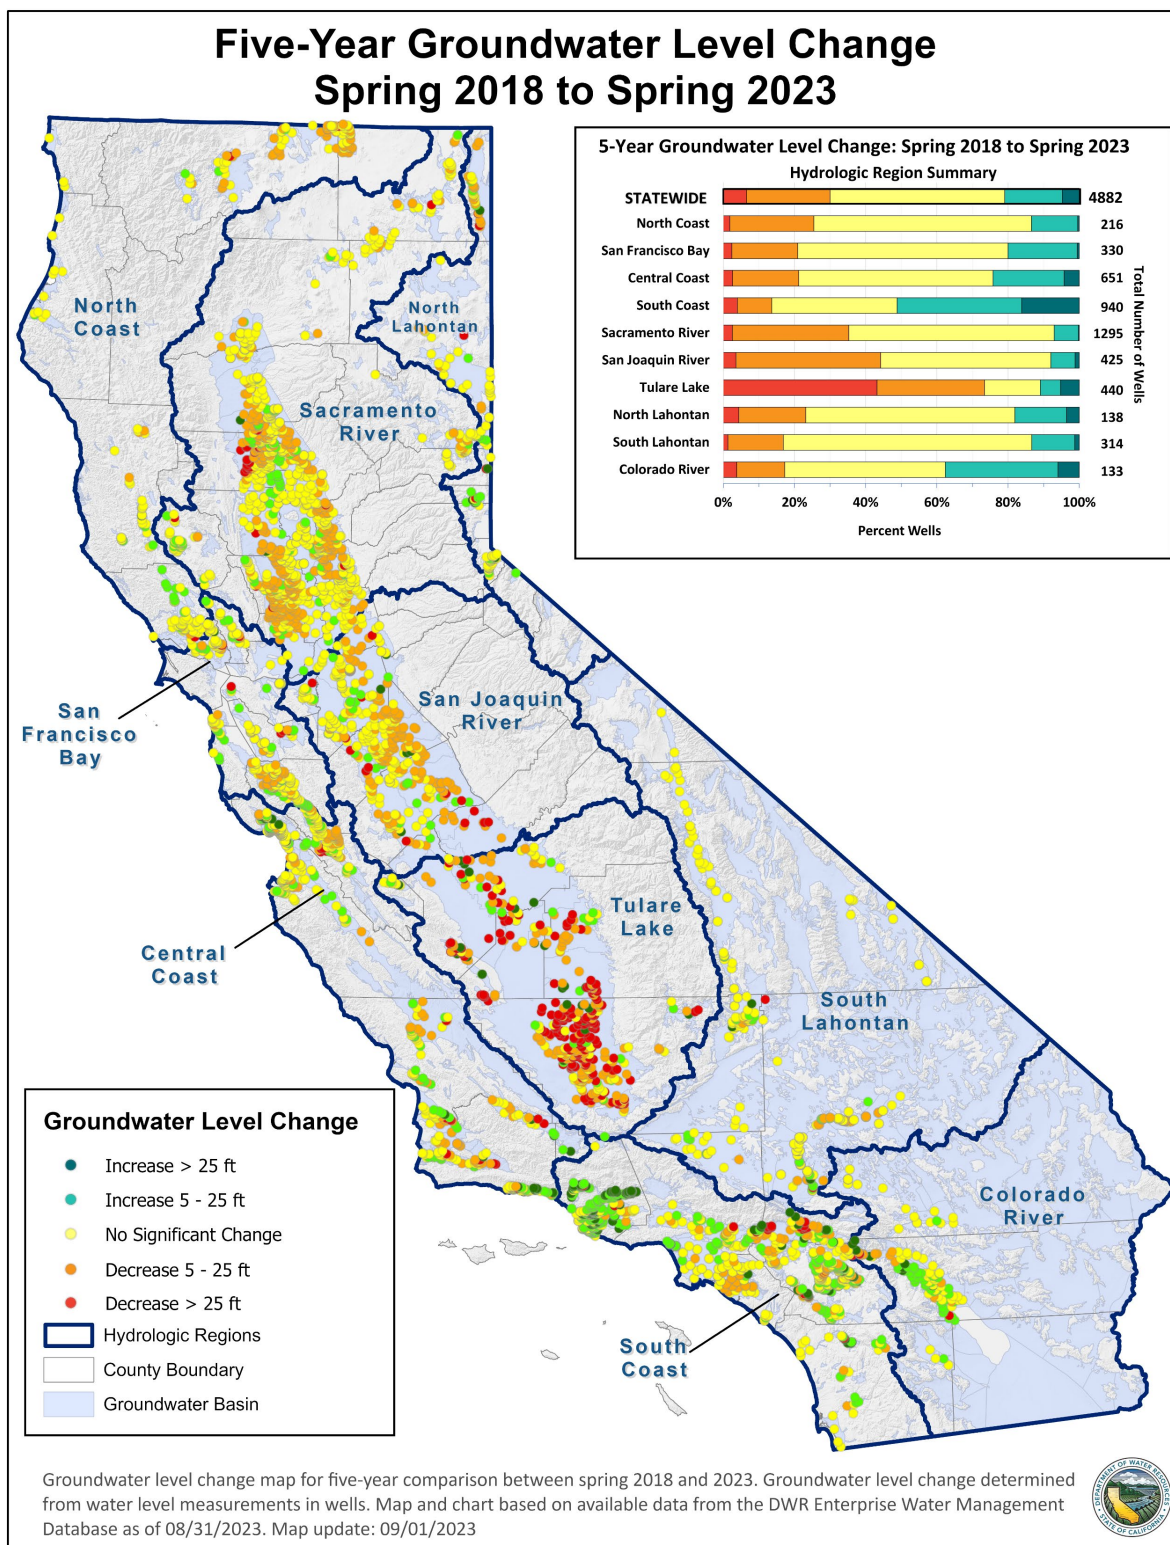 Five-Year Groundwater Level Change
Spring 2018 to Spring 2023
5-Year Groundwater Level Change: Spring 2018 to Spring 2023
Hydrologic Region Summary
STATEWIDE 4882
North Coast 216
San Francisco Bay 330
Central Coast 651
South Coast 940
Sacramento River 1295
San Joaquin River 425
Tulare Lake 440
North Lahontan 138
South Lahontan 314
Colorado River 133
0% 20% 40% 60% 80% 100%
Percent Wells
Total Number of Wells
North
Coast
North
Lahontan
Sacramento
River
San
Francisco
Bay
San Joaquin
River
Tulare
Lake
Central
Coast
South
Lahontan
Colorado
River
South
Coast
Groundwater Level Change
Increase > 25 ft
Increase 5 - 25 ft
No Significant Change
Decrease 5 - 25 ft
Decrease > 25 ft
Hydrologic Regions
County Boundary
Groundwater Basin
Groundwater level change map for five-year comparison between spring 2018 and 2023. Groundwater level change determined
from water level measurements in wells. Map and chart based on available data from the DWR Enterprise Water Management
Database as of 08/31/2023. Map update: 09/01/2023
DEPARTMENT OF WATER RESOURCES
STATE OF CALIFORNIA